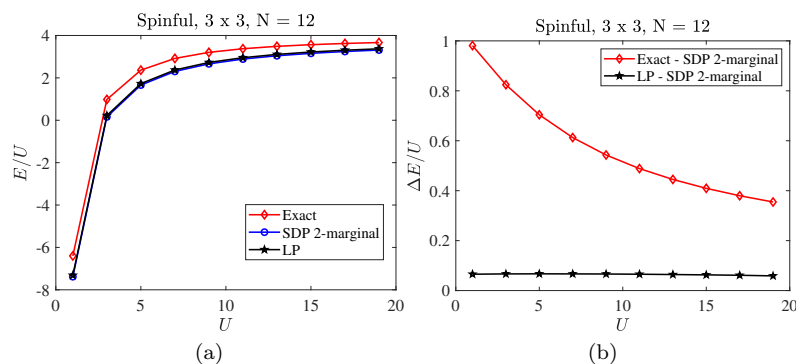 Spinful, 3 x 3, N = 12
4
2
0
-2
-4
-6
-8
E/U
0
5
10
15
20
U
Exact
SDP 2-marginal
LP
(a)
Spinful, 3 x 3, N = 12
1
0.8
0.6
0.4
0.2
0
ΔE/U
0
5
10
15
20
U
Exact - SDP 2-marginal
LP - SDP 2-marginal
(b)